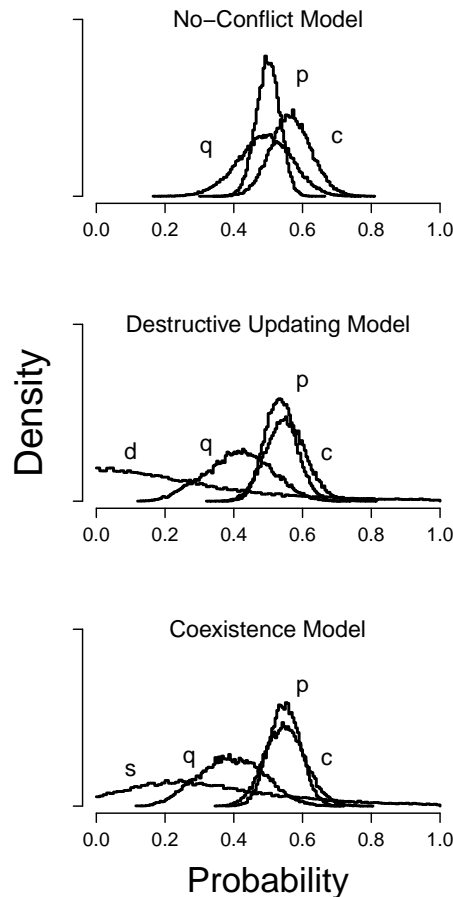 No−Conflict Model
p
q
c
0.0 0.2 0.4 0.6 0.8 1.0
Destructive Updating Model
p
q
d
c
0.0 0.2 0.4 0.6 0.8 1.0
Density
Coexistence Model
p
q
c
s
0.0 0.2 0.4 0.6 0.8 1.0
Probability